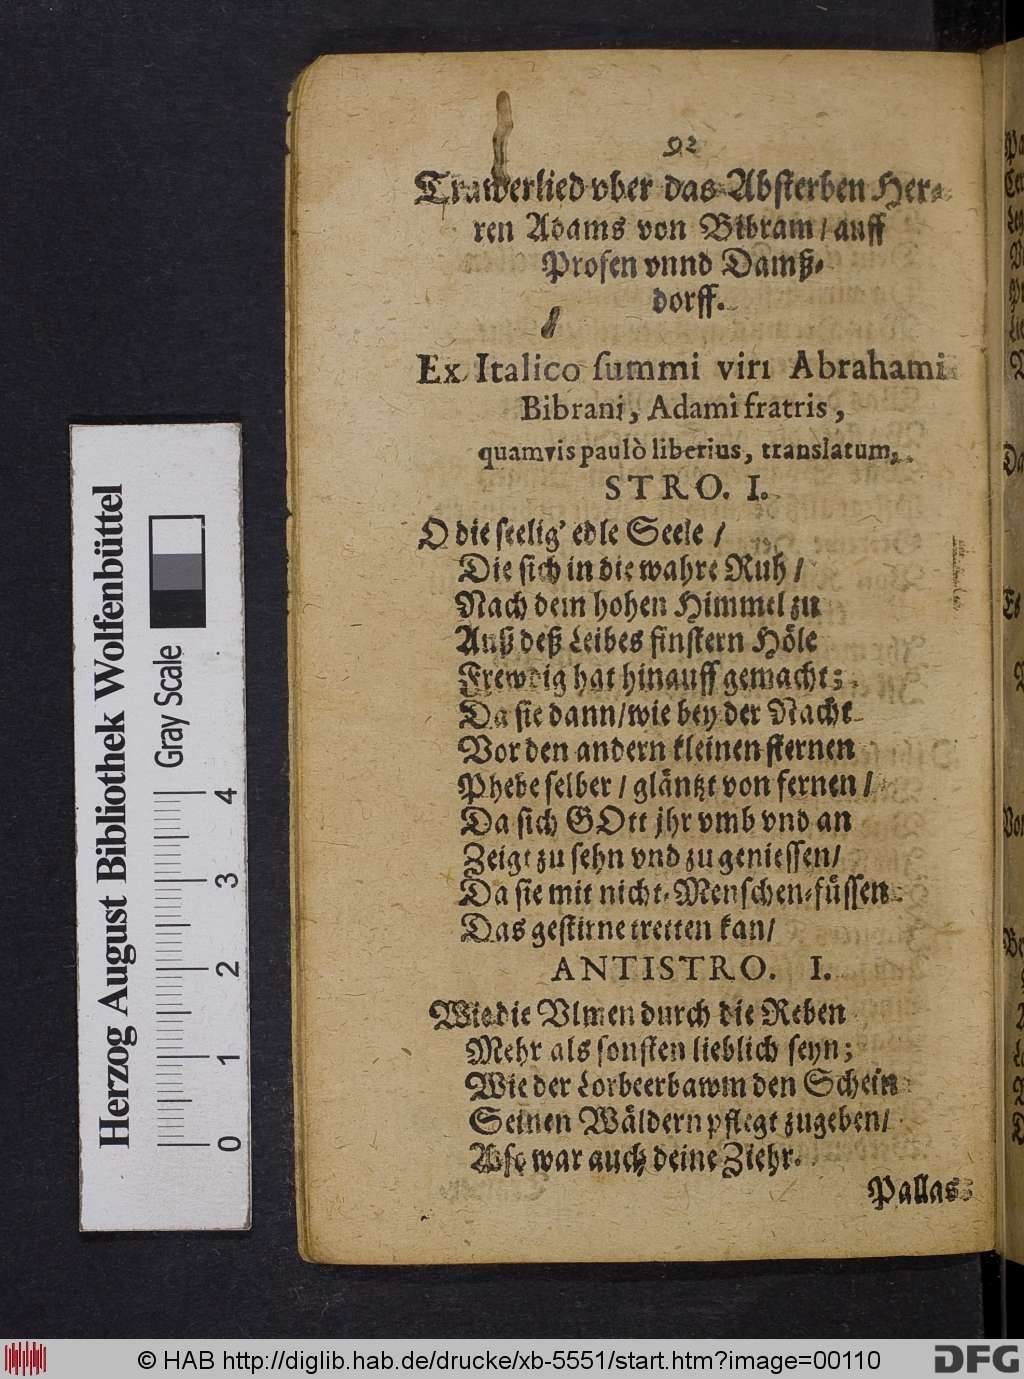 92
Trawerlied vber das Absterben Her⸗
ren Adams von Bibram / auff
Profen vnnd Damß⸗
dorff.
Ex Italico ſummi viri Abrahami
Bibrani, Adami fratris,
quamvis paulò liberius, translatum,
STRO. I.
O die seelig' edle Seele /
Die sich in die wahre Ruh /
Nach dem hohen Himmel zu
Auß deß Leibes finstern Höle
Frewdig hat hinauff gemacht;
Da sie dann / wie bey der Nacht
Vor den andern kleinen sternen
Phebe selber / gläntzt von fernen /
Da sich GOtt jhr vmb vnd an
Zeigt zu sehn vnd zu geniessen /
Da sie mit nicht⸗Menschen⸗füssen
Das gestirne tretten kan /
ANTISTRO. I.
Wie die Vlmen durch die Reben
Mehr als sonsten lieblich seyn;
Wie der Lorbeerbawm den Schein
Seinen Wäldern pflegt zugeben /
Also war auch deine Ziehr
Pallas
Herzog August Bibliothek Wolfenbüttel
Gray Scale
0 1 2 3 4
© HAB http://diglib.hab.de/drucke/xb-5551/start.htm?image=00110
DFG